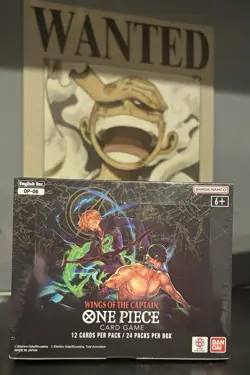 WANTED
English Ver.
OP-06
BANDAI NAMCO
6+
WINGS OF THE CAPTAIN
ONE PIECE
CARD GAME
12 CARDS PER PACK / 24 PACKS PER BOX
MADE IN JAPAN
BANDAI